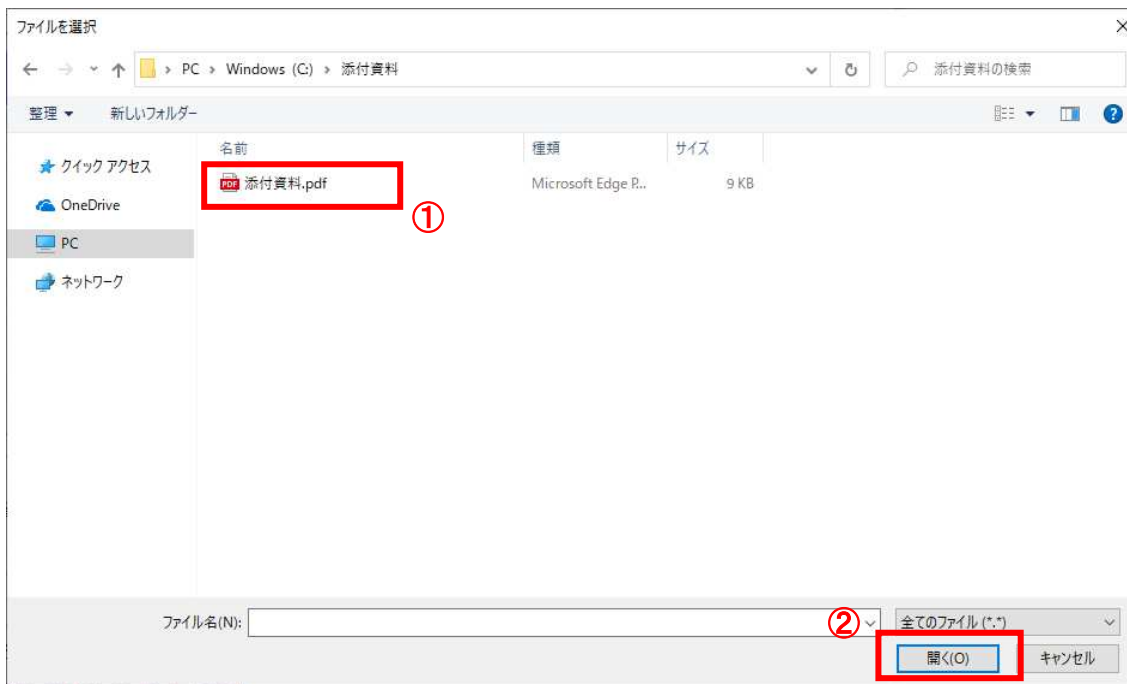 ファイルを選択
PC › Windows (C:) › 添付資料
添付資料の検索
整理 新しいフォルダー
名前 種類 サイズ
クイック アクセス
添付資料.pdf Microsoft Edge P... 9 KB
①
OneDrive
PC
ネットワーク
ファイル名(N):
② 全てのファイル (*.*)
開く(O) キャンセル